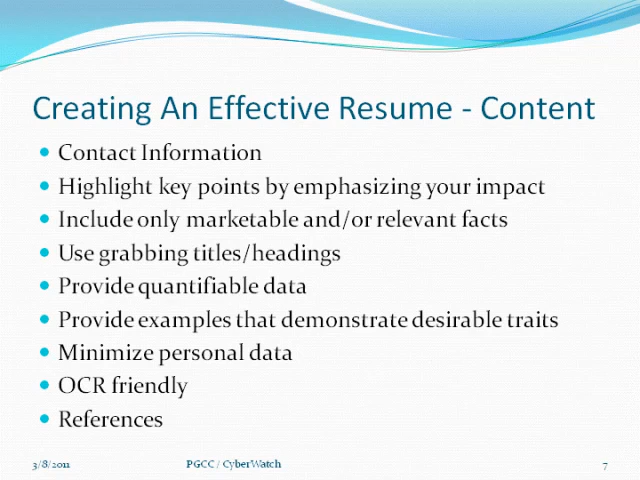 Creating An Effective Resume - Content
Contact Information
Highlight key points by emphasizing your impact
Include only marketable and/or relevant facts
Use grabbing titles/headings
Provide quantifiable data
Provide examples that demonstrate desirable traits
Minimize personal data
OCR friendly
References
3/8/2011 PGCC / CyberWatch 7